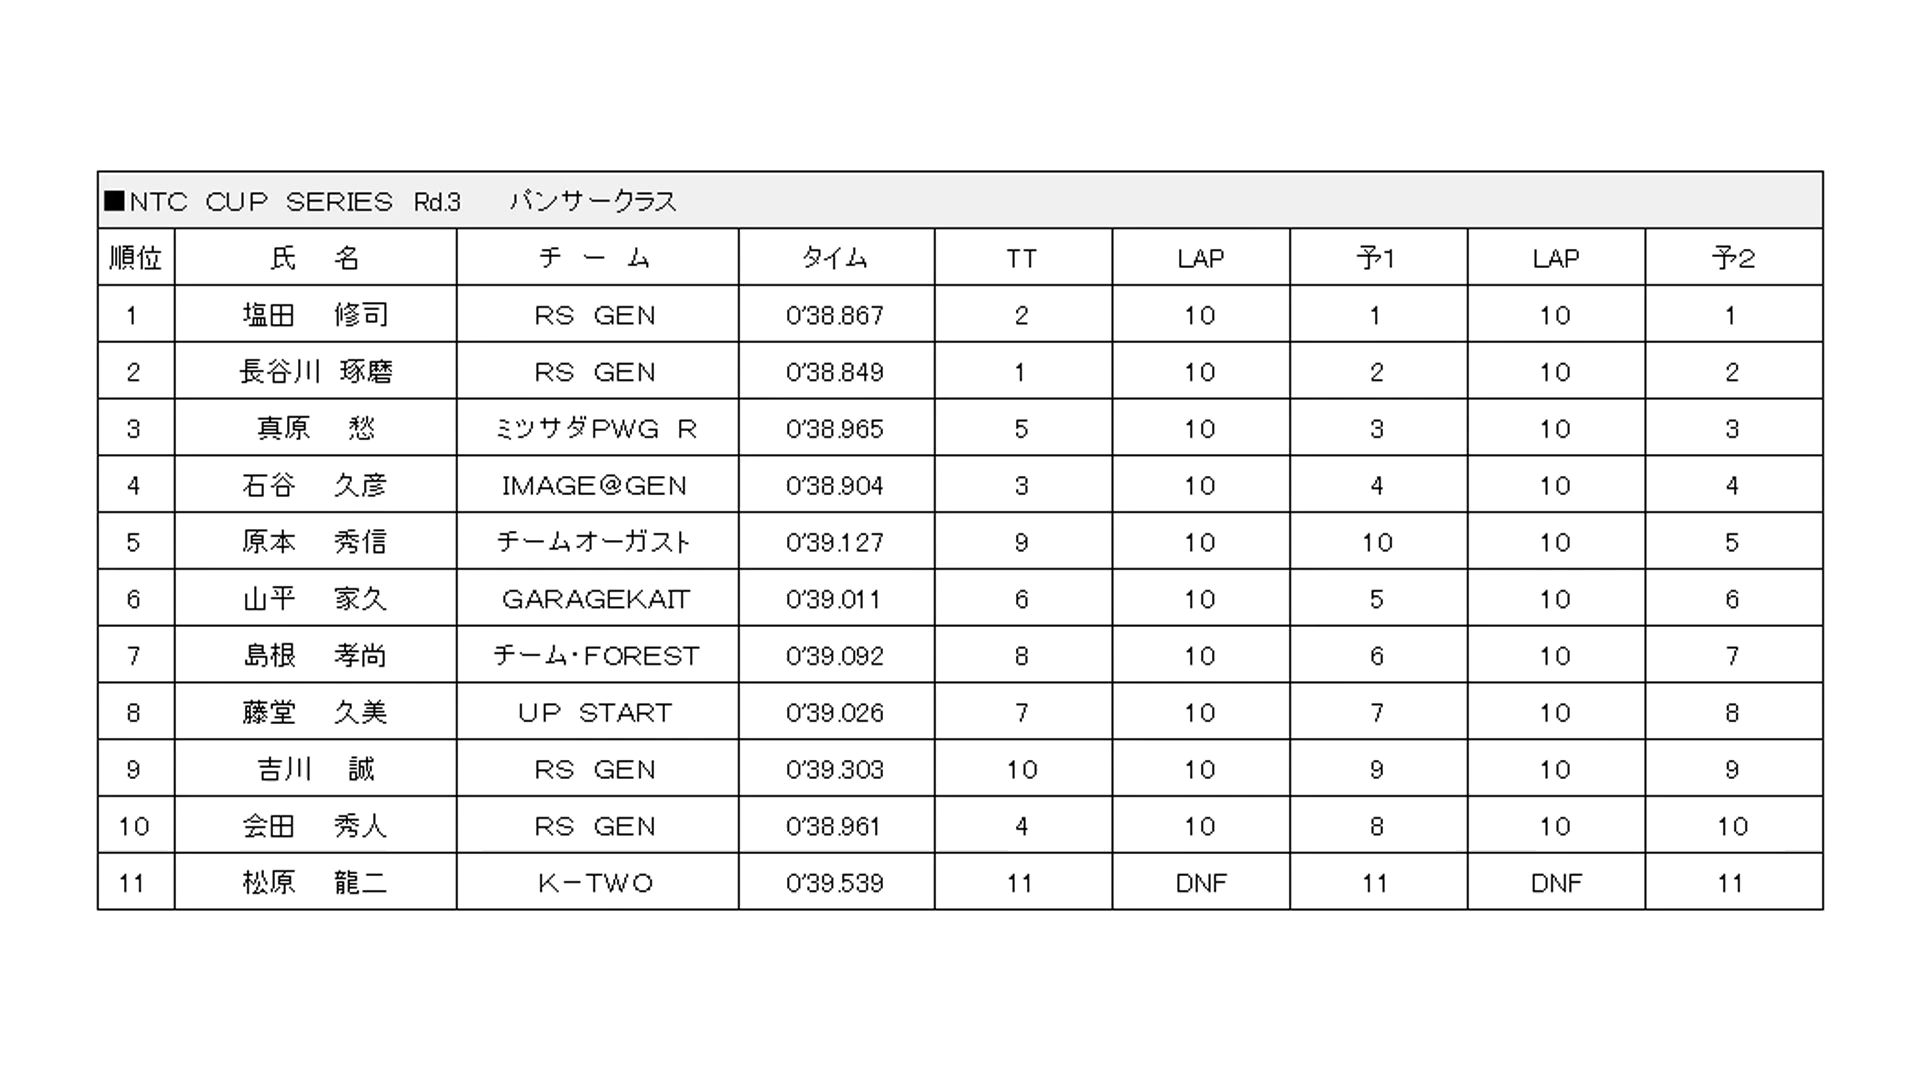 ■NTC CUP SERIES Rd.3 パンサークラス
順位 氏 名 チ ー ム タイム TT LAP 予1 LAP 予2
1 塩田 修司 RS GEN 0'38.867 2 10 1 10 1
2 長谷川 琢磨 RS GEN 0'38.849 1 10 2 10 2
3 真原 愁 ミツサダPWG R 0'38.965 5 10 3 10 3
4 石谷 久彦 IMAGE@GEN 0'38.904 3 10 4 10 4
5 原本 秀信 チームオーガスト 0'39.127 9 10 10 10 5
6 山平 家久 GARAGEKAIT 0'39.011 6 10 5 10 6
7 島根 孝尚 チーム・FOREST 0'39.092 8 10 6 10 7
8 藤堂 久美 UP START 0'39.026 7 10 7 10 8
9 吉川 誠 RS GEN 0'39.303 10 10 9 10 9
10 会田 秀人 RS GEN 0'38.961 4 10 8 10 10
11 松原 龍二 K－TWO 0'39.539 11 DNF 11 DNF 11